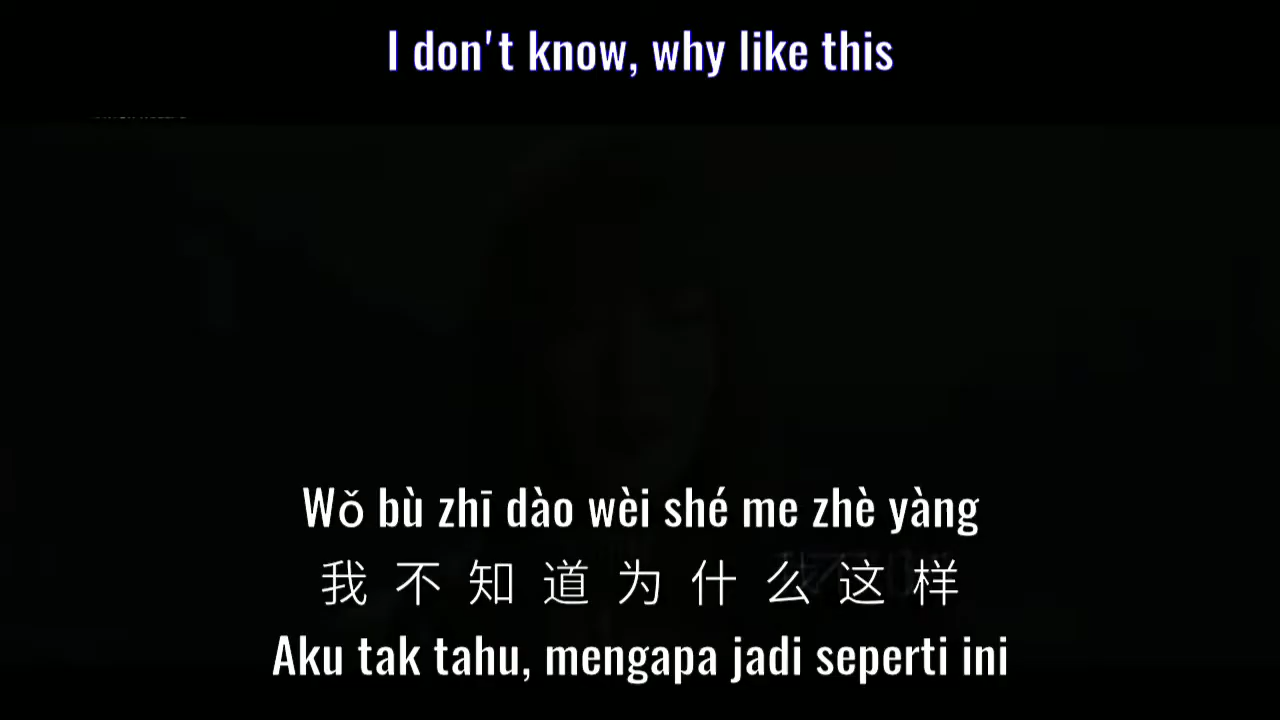 I don't know, why like this
Wǒ bù zhī dào wèi shé me zhè yàng
我 不 知 道 为 什 么 这 样
Aku tak tahu, mengapa jadi seperti ini